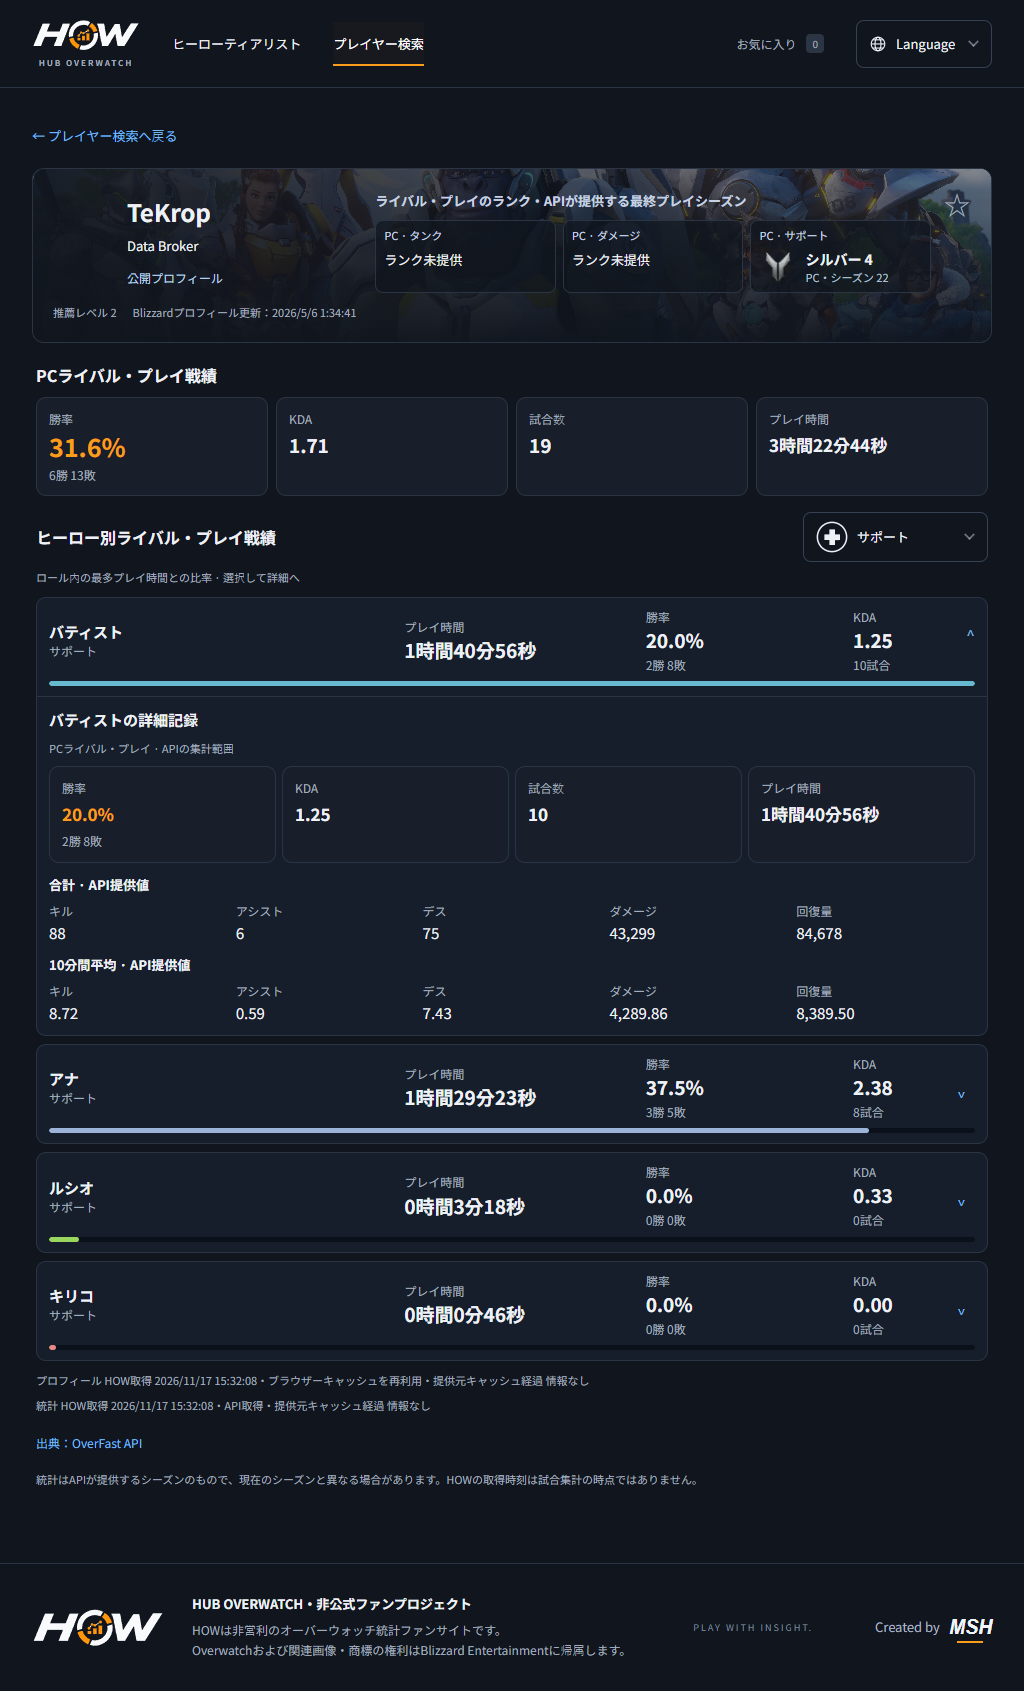 HOW
HUB OVERWATCH
ヒーローティアリスト
プレイヤー検索
お気に入り 0
Language
← プレイヤー検索へ戻る
TeKrop
Data Broker
公開プロフィール
推薦レベル 2 Blizzardプロフィール更新：2026/5/6 1:34:41
ライバル・プレイのランク・APIが提供する最終プレイシーズン
PC・タンク
ランク未提供
PC・ダメージ
ランク未提供
PC・サポート
シルバー 4
PC・シーズン 22
PCライバル・プレイ戦績
勝率
31.6%
6勝 13敗
KDA
1.71
試合数
19
プレイ時間
3時間22分44秒
ヒーロー別ライバル・プレイ戦績
サポート
ロール内の最多プレイ時間との比率・選択して詳細へ
バティスト
サポート
プレイ時間
1時間40分56秒
勝率
20.0%
2勝 8敗
KDA
1.25
10試合
バティストの詳細記録
PCライバル・プレイ・APIの集計範囲
勝率
20.0%
2勝 8敗
KDA
1.25
試合数
10
プレイ時間
1時間40分56秒
合計・API提供値
キル アシスト デス ダメージ 回復量
88 6 75 43,299 84,678
10分間平均・API提供値
キル アシスト デス ダメージ 回復量
8.72 0.59 7.43 4,289.86 8,389.50
アナ
サポート
プレイ時間
1時間29分23秒
勝率
37.5%
3勝 5敗
KDA
2.38
8試合
ルシオ
サポート
プレイ時間
0時間3分18秒
勝率
0.0%
0勝 0敗
KDA
0.33
0試合
キリコ
サポート
プレイ時間
0時間0分46秒
勝率
0.0%
0勝 0敗
KDA
0.00
0試合
プロフィール HOW取得 2026/11/17 15:32:08・ブラウザーキャッシュを再利用・提供元キャッシュ経過 情報なし
統計 HOW取得 2026/11/17 15:32:08・API取得・提供元キャッシュ経過 情報なし
出典：OverFast API
統計はAPIが提供するシーズンのもので、現在のシーズンと異なる場合があります。HOWの取得時刻は試合集計の時点ではありません。
HOW
HUB OVERWATCH・非公式ファンプロジェクト
HOWは非営利のオーバーウォッチ統計ファンサイトです。
Overwatchおよび関連画像・商標の権利はBlizzard Entertainmentに帰属します。
PLAY WITH INSIGHT.
Created by MSH